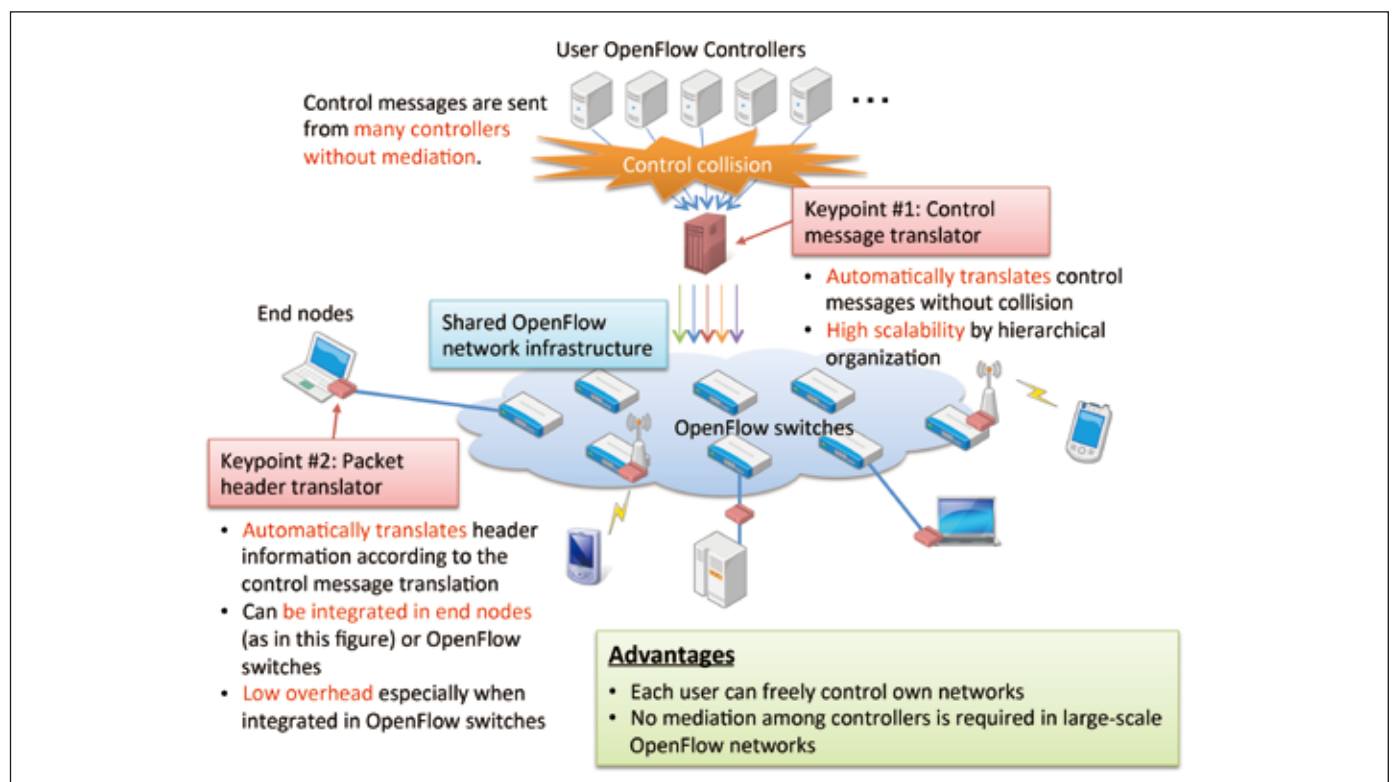 User OpenFlow Controllers
Control messages are sent
from many controllers
without mediation.
...
Control collision
Keypoint #1: Control
message translator
• Automatically translates control
messages without collision
• High scalability by hierarchical
organization
End nodes
Shared OpenFlow
network infrastructure
OpenFlow switches
Keypoint #2: Packet
header translator
• Automatically translates header
information according to the
control message translation
• Can be integrated in end nodes
(as in this figure) or OpenFlow
switches
• Low overhead especially when
integrated in OpenFlow switches
Advantages
• Each user can freely control own networks
• No mediation among controllers is required in large-scale
OpenFlow networks